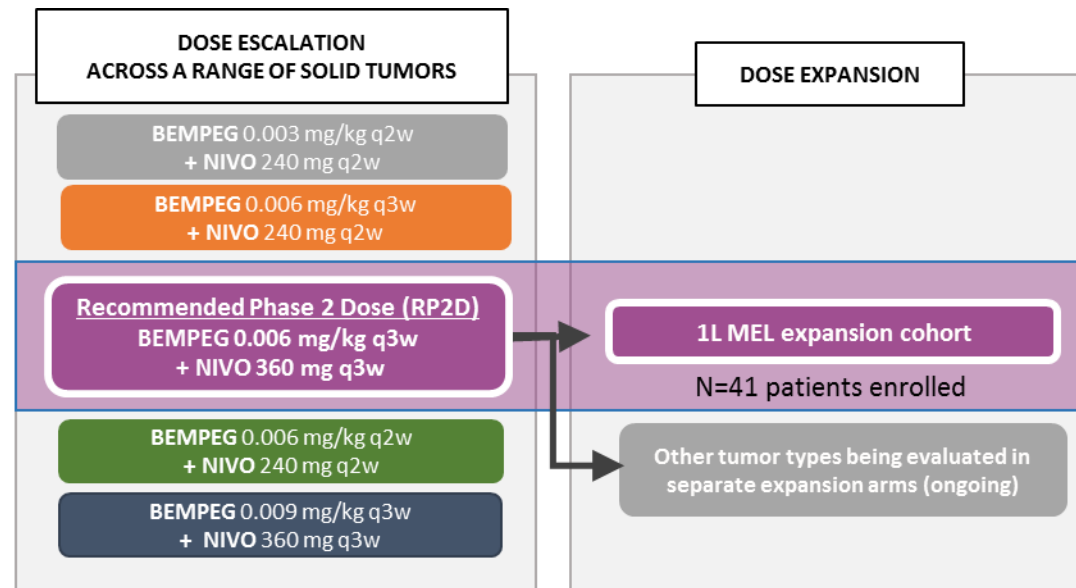 DOSE ESCALATION
ACROSS A RANGE OF SOLID TUMORS
BEMPEG 0.003 mg/kg q2w
+ NIVO 240 mg q2w
BEMPEG 0.006 mg/kg q3w
+ NIVO 240 mg q2w
Recommended Phase 2 Dose (RP2D)
BEMPEG 0.006 mg/kg q3w
+ NIVO 360 mg q3w
BEMPEG 0.006 mg/kg q2w
+ NIVO 240 mg q2w
BEMPEG 0.009 mg/kg q3w
+ NIVO 360 mg q3w
DOSE EXPANSION
1L MEL expansion cohort
N=41 patients enrolled
Other tumor types being evaluated in
separate expansion arms (ongoing)